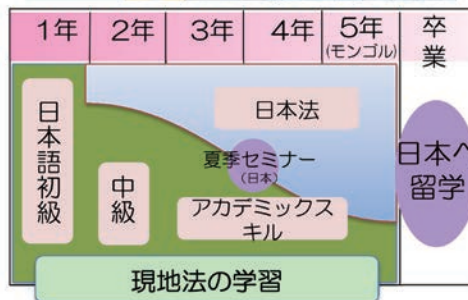 1年
2年
3年
4年
5年
(モンゴル)
卒業
日本語初級
中級
日本法
夏季セミナー
(日本)
アカデミックス
キル
日本へ
留学
現地法の学習